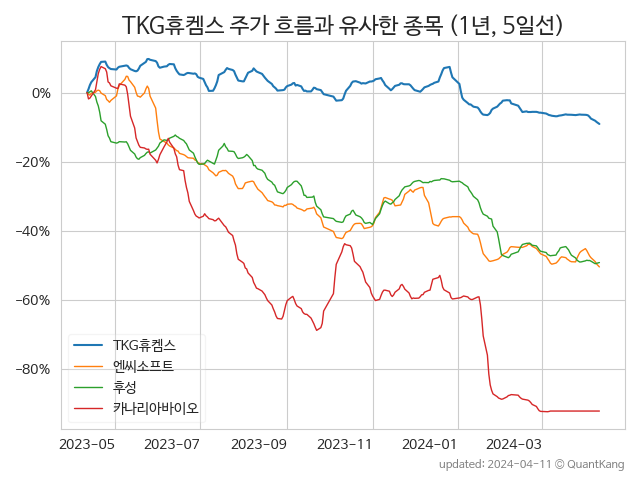 TKG휴켐스 주가 흐름과 유사한 종목 (1년, 5일선)
0%
−20%
−40%
−60%
−80%
TKG휴켐스
엔씨소프트
후성
카나리아바이오
2023-05
2023-07
2023-09
2023-11
2024-01
2024-03
updated: 2024-04-11 © QuantKang